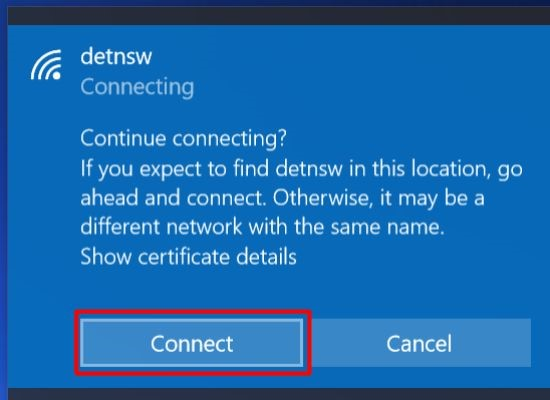 detnsw
Connecting
Continue connecting?
If you expect to find detnsw in this location, go
ahead and connect. Otherwise, it may be a
different network with the same name.
Show certificate details
Connect
Cancel